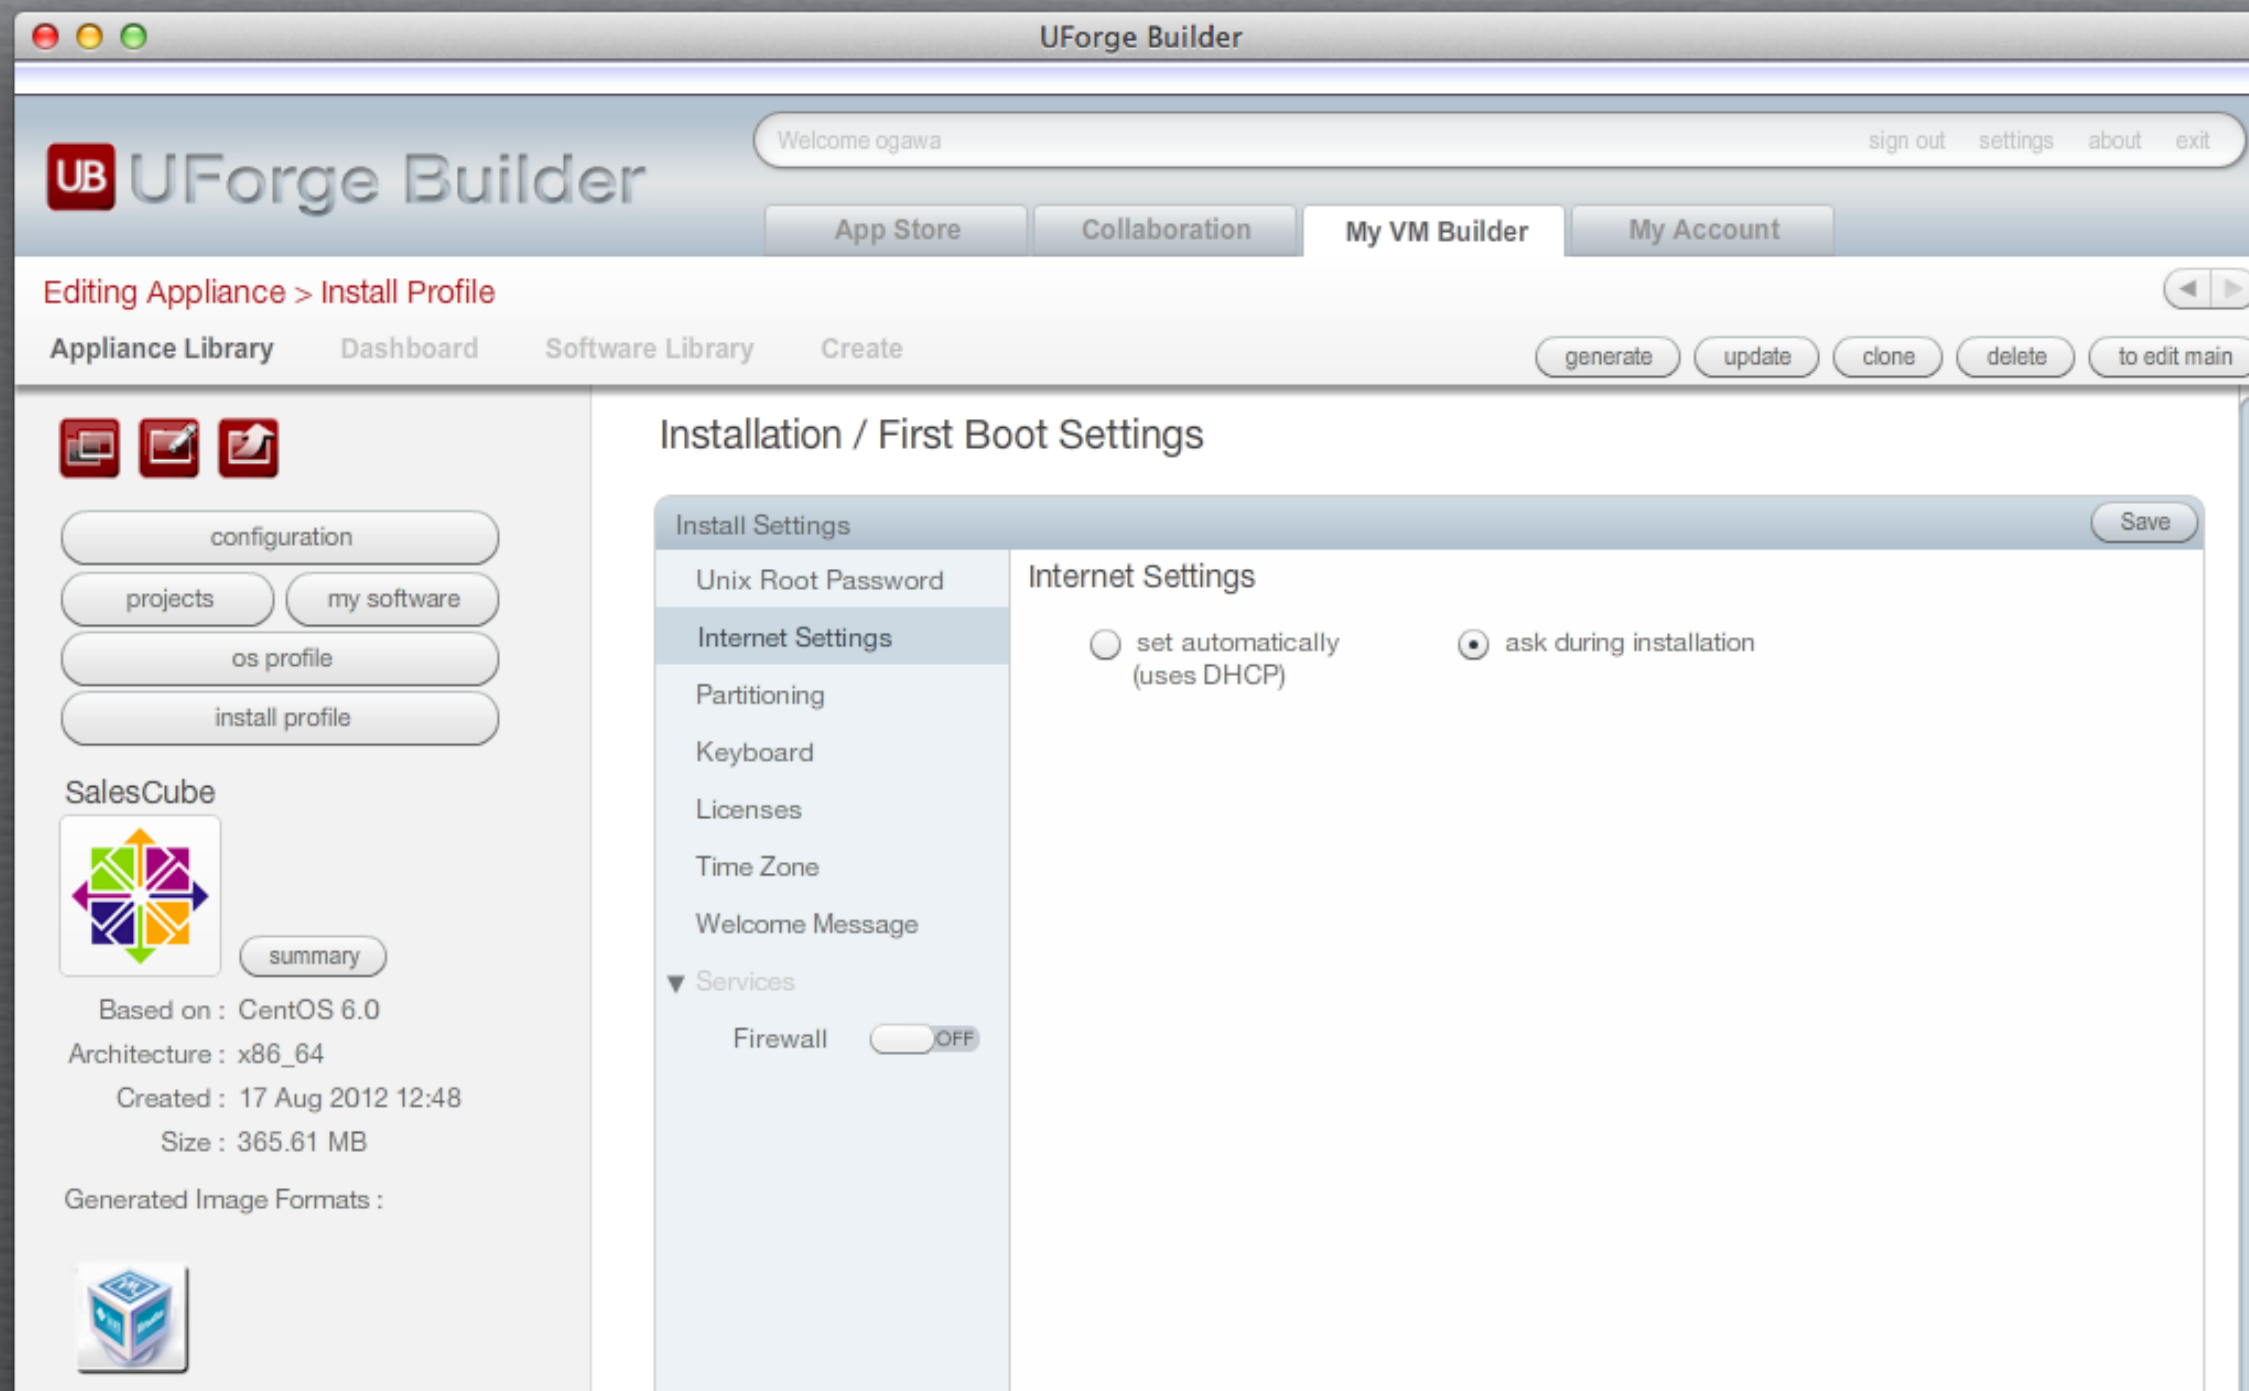 UForge Builder
Welcome ogawa
sign out settings about exit
UB UForge Builder
App Store Collaboration My VM Builder My Account
Editing Appliance > Install Profile
Appliance Library Dashboard Software Library Create
generate update clone delete to edit main
configuration
projects my software
os profile
install profile
SalesCube
summary
Based on : CentOS 6.0
Architecture : x86_64
Created : 17 Aug 2012 12:48
Size : 365.61 MB
Generated Image Formats :
Installation / First Boot Settings
Install Settings
Save
Unix Root Password
Internet Settings
Partitioning
Keyboard
Licenses
Time Zone
Welcome Message
Services
Firewall OFF
Internet Settings
set automatically
(uses DHCP)
ask during installation